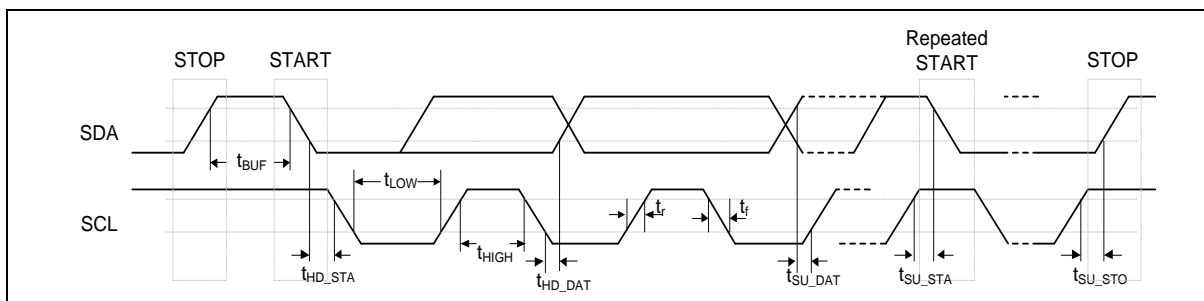 STOP
START
Repeated
START
STOP
SDA
tBUF
tLOW
SCL
tr
tf
tHIGH
tHD_STA
tHD_DAT
tSU_DAT
tSU_STA
tSU_STO